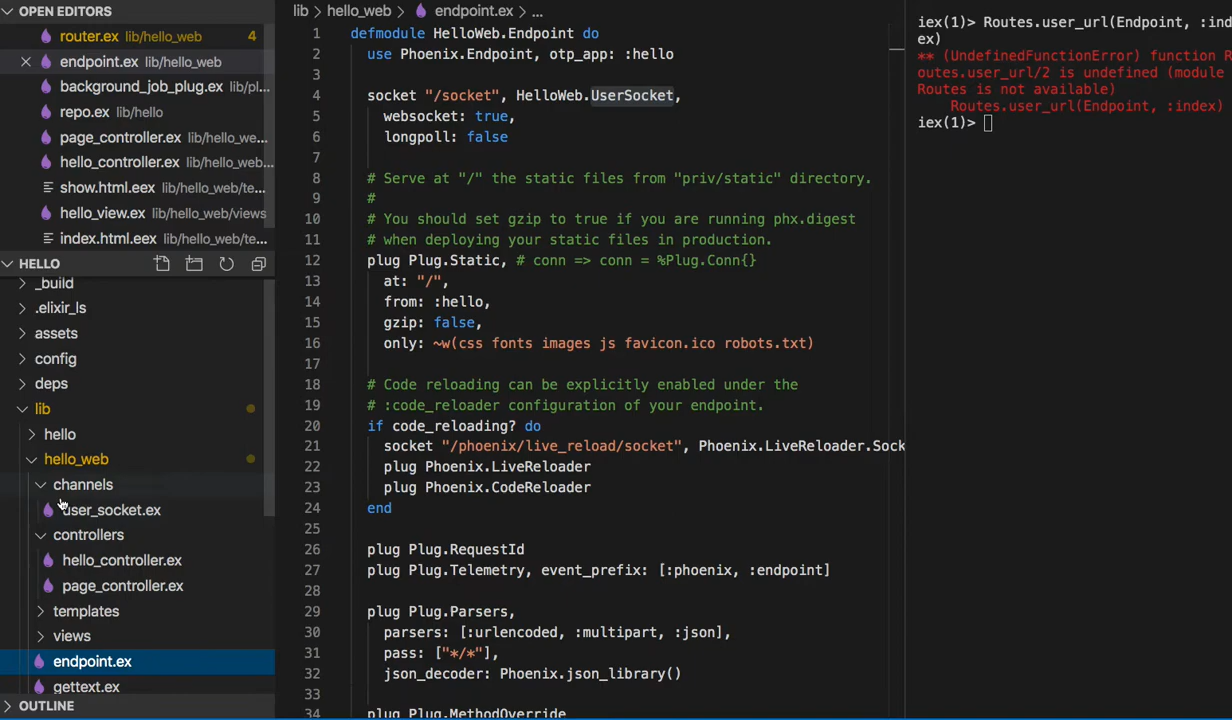 OPEN EDITORS
router.ex lib/hello_web 4
endpoint.ex lib/hello_web
background_job_plug.ex lib/pl...
repo.ex lib/hello
page_controller.ex lib/hello_we...
hello_controller.ex lib/hello_web...
show.html.eex lib/hello_web/te...
hello_view.ex lib/hello_web/views
index.html.eex lib/hello_web/te...
HELLO
_build
.elixir_ls
assets
config
deps
lib
hello
hello_web
channels
user_socket.ex
controllers
hello_controller.ex
page_controller.ex
templates
views
endpoint.ex
gettext.ex
OUTLINE
lib > hello_web > endpoint.ex > ...
1 defmodule HelloWeb.Endpoint do
2 use Phoenix.Endpoint, otp_app: :hello
3
4 socket "/socket", HelloWeb.UserSocket,
5 websocket: true,
6 longpoll: false
7
8 # Serve at "/" the static files from "priv/static" directory.
9 #
10 # You should set gzip to true if you are running phx.digest
11 # when deploying your static files in production.
12 plug Plug.Static, # conn => conn = %Plug.Conn{}
13 at: "/",
14 from: :hello,
15 gzip: false,
16 only: ~w(css fonts images js favicon.ico robots.txt)
17
18 # Code reloading can be explicitly enabled under the
19 # :code_reloader configuration of your endpoint.
20 if code_reloading? do
21 socket "/phoenix/live_reload/socket", Phoenix.LiveReloader.Sock
22 plug Phoenix.LiveReloader
23 plug Phoenix.CodeReloader
24 end
25
26 plug Plug.RequestId
27 plug Plug.Telemetry, event_prefix: [:phoenix, :endpoint]
28
29 plug Plug.Parsers,
30 parsers: [:urlencoded, :multipart, :json],
31 pass: ["*/*"],
32 json_decoder: Phoenix.json_library()
33
34 plug Plug.MethodOverride
iex(1)> Routes.user_url(Endpoint, :ind
ex)
** (UndefinedFunctionError) function R
outes.user_url/2 is undefined (module
Routes is not available)
Routes.user_url(Endpoint, :index)
iex(1)>